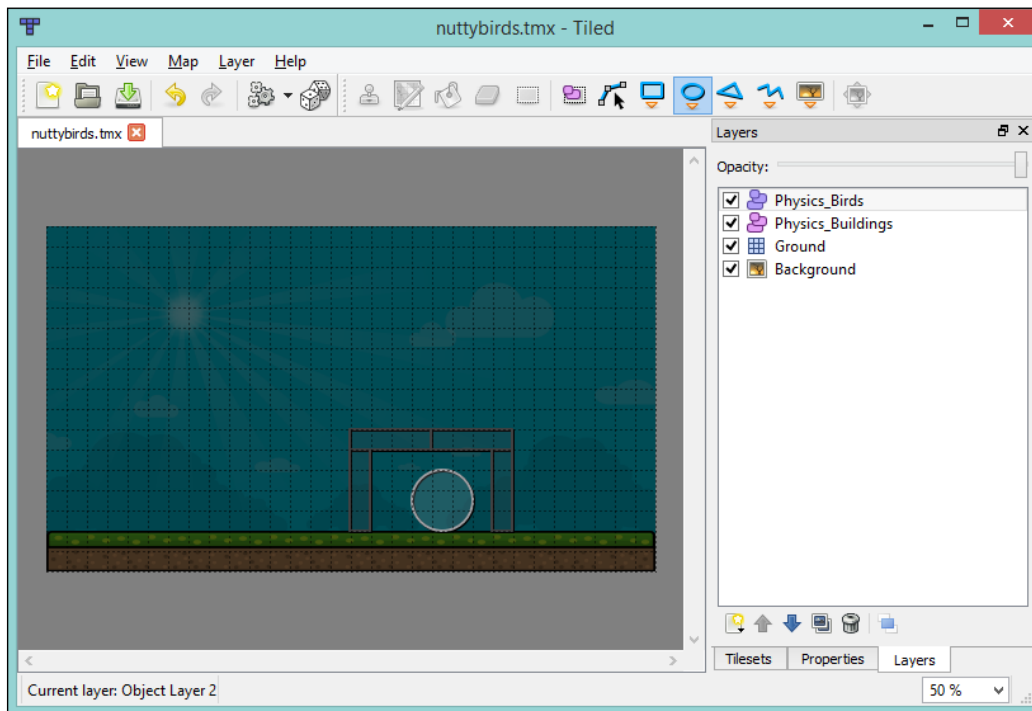 nuttybirds.tmx - Tiled
File Edit View Map Layer Help
nuttybirds.tmx
Layers
Opacity:
Physics_Birds
Physics_Buildings
Ground
Background
Tilesets Properties Layers
Current layer: Object Layer 2
50 %